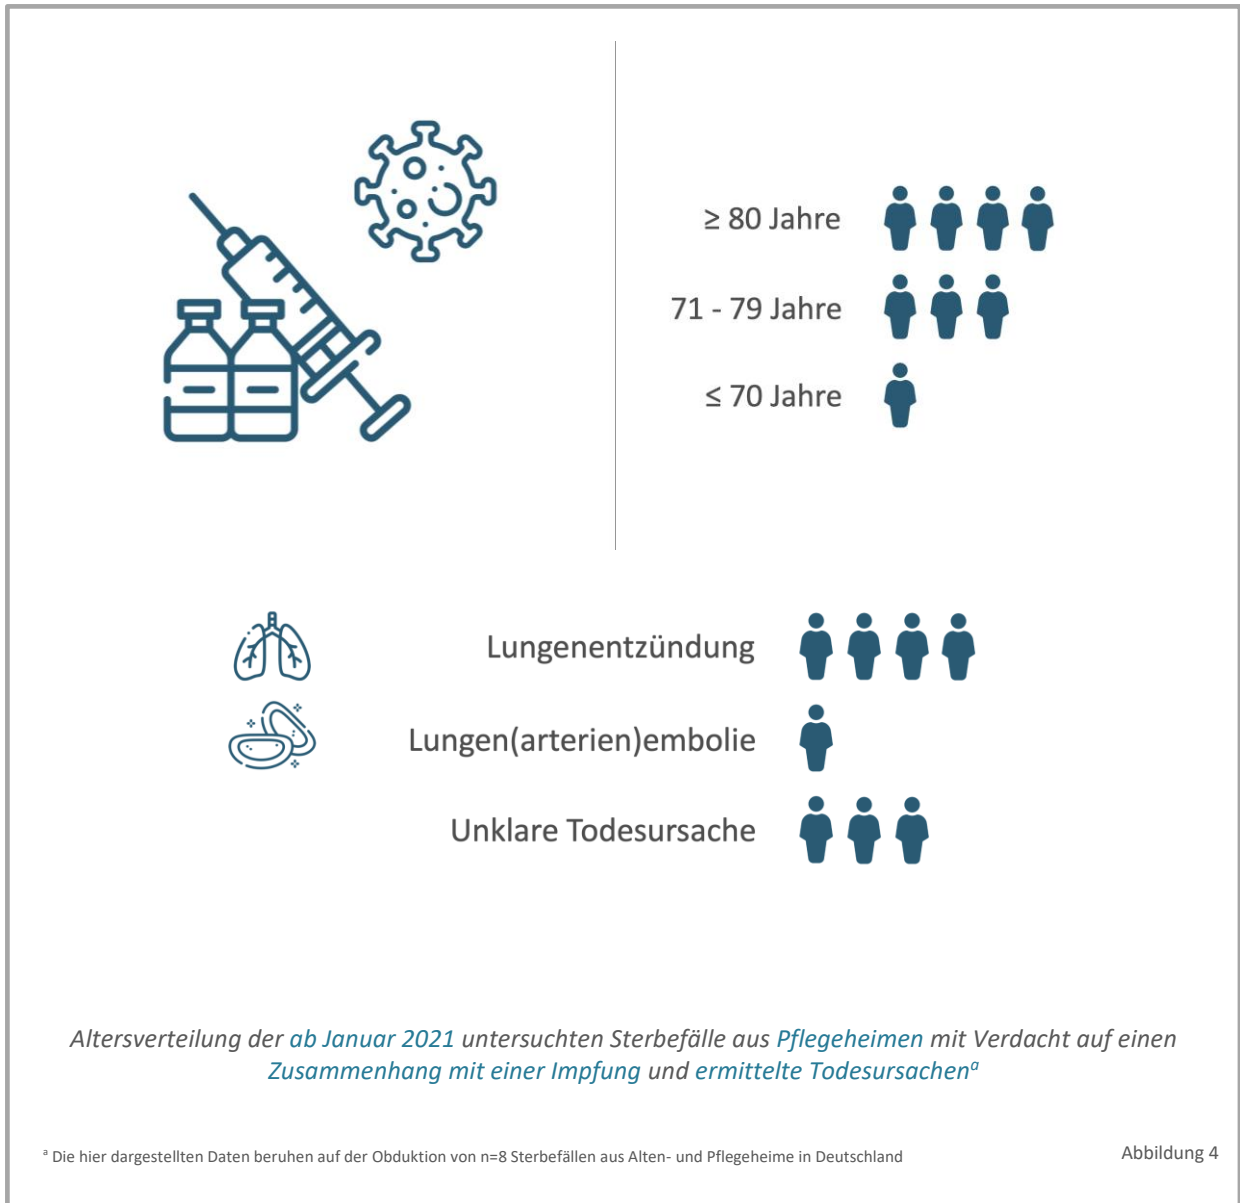 ≥ 80 Jahre
71 - 79 Jahre
≤ 70 Jahre
Lungenentzündung
Lungen(arterien)embolie
Unklare Todesursache
Altersverteilung der ab Januar 2021 untersuchten Sterbefälle aus Pflegeheimen mit Verdacht auf einen
Zusammenhang mit einer Impfung und ermittelte Todesursachenᵃ
ᵃ Die hier dargestellten Daten beruhen auf der Obduktion von n=8 Sterbefällen aus Alten- und Pflegeheime in Deutschland
Abbildung 4